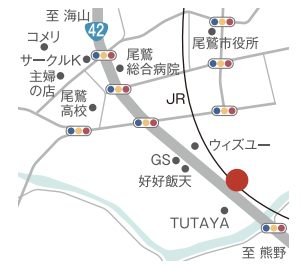 至 海山
42
コメリ
サークルK
主婦
の店
尾鷲
総合病院
尾鷲市役所
尾鷲
高校
JR
ウィズユー
GS
好好飯天
TUTAYA
至 熊野